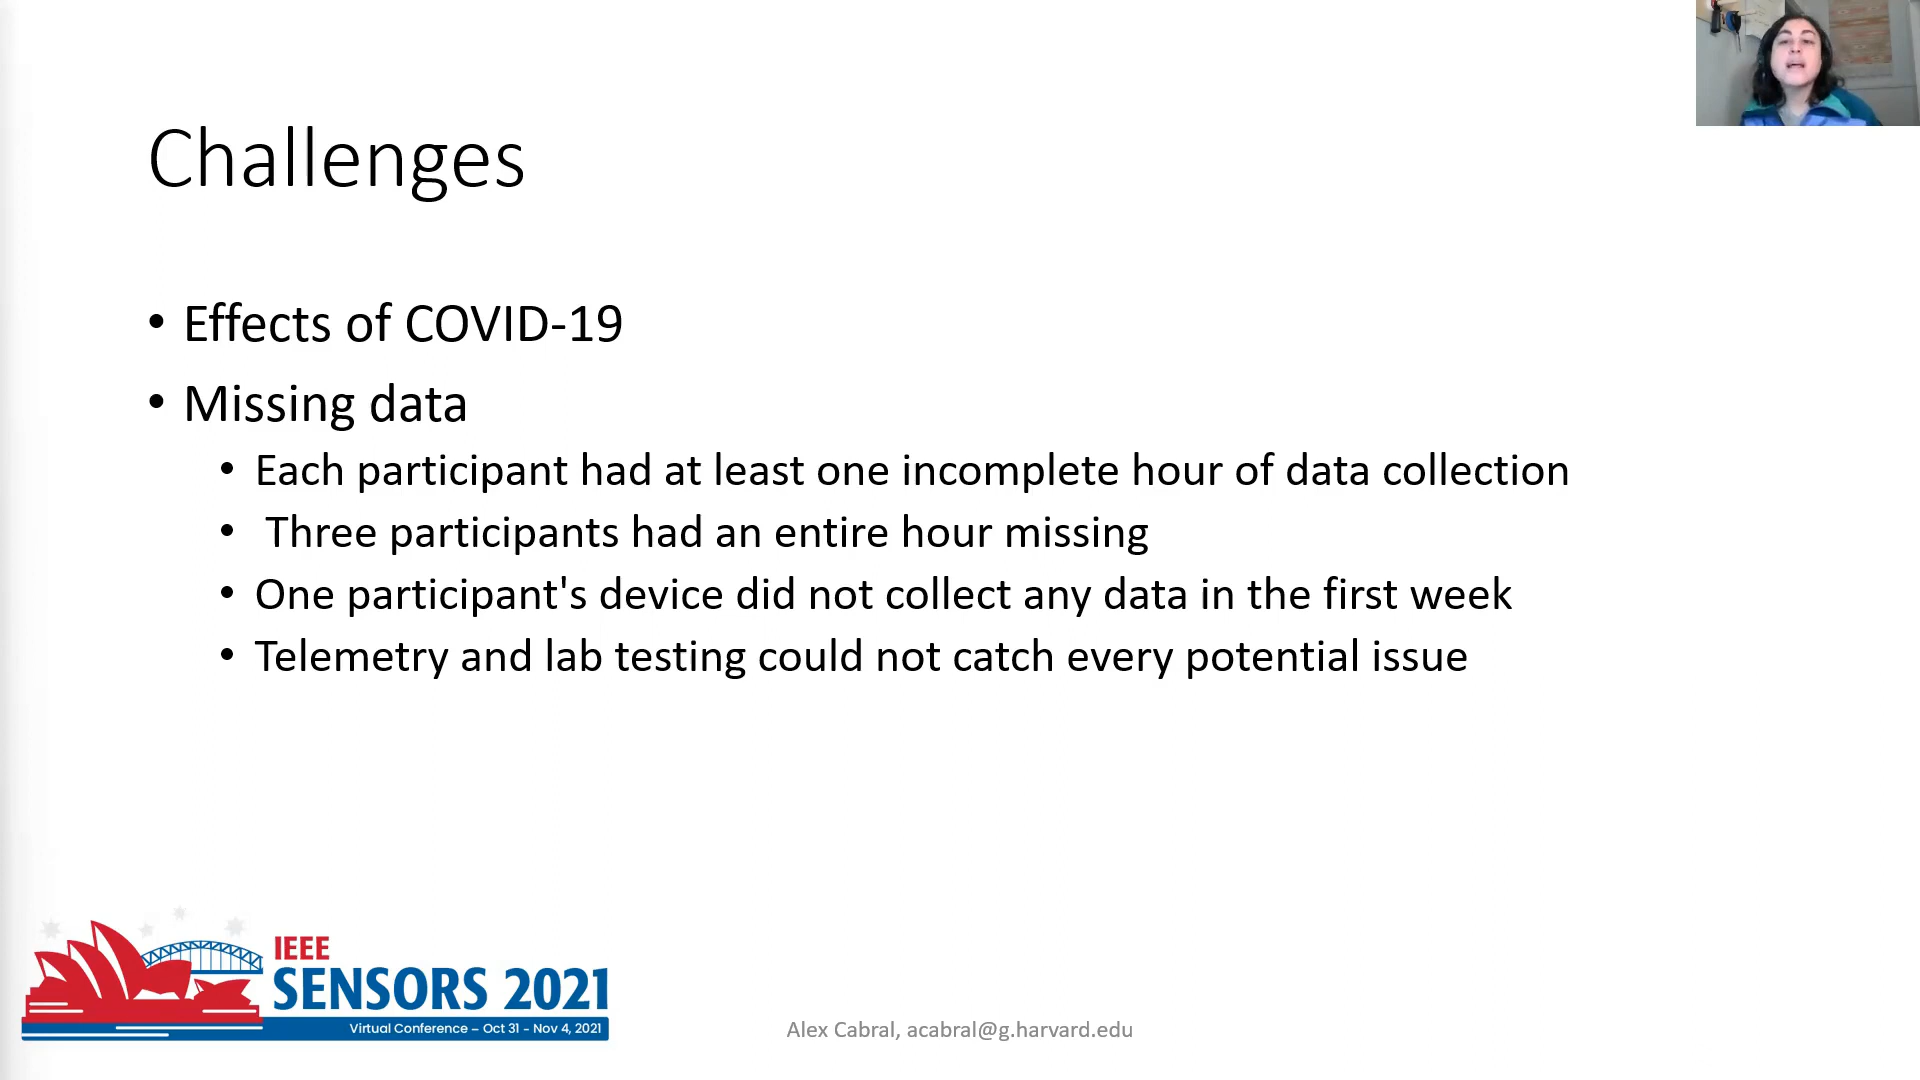 Challenges
• Effects of COVID-19
• Missing data
• Each participant had at least one incomplete hour of data collection
• Three participants had an entire hour missing
• One participant's device did not collect any data in the first week
• Telemetry and lab testing could not catch every potential issue
IEEE
SENSORS 2021
Virtual Conference – Oct 31 - Nov 4, 2021
Alex Cabral, acabral@g.harvard.edu